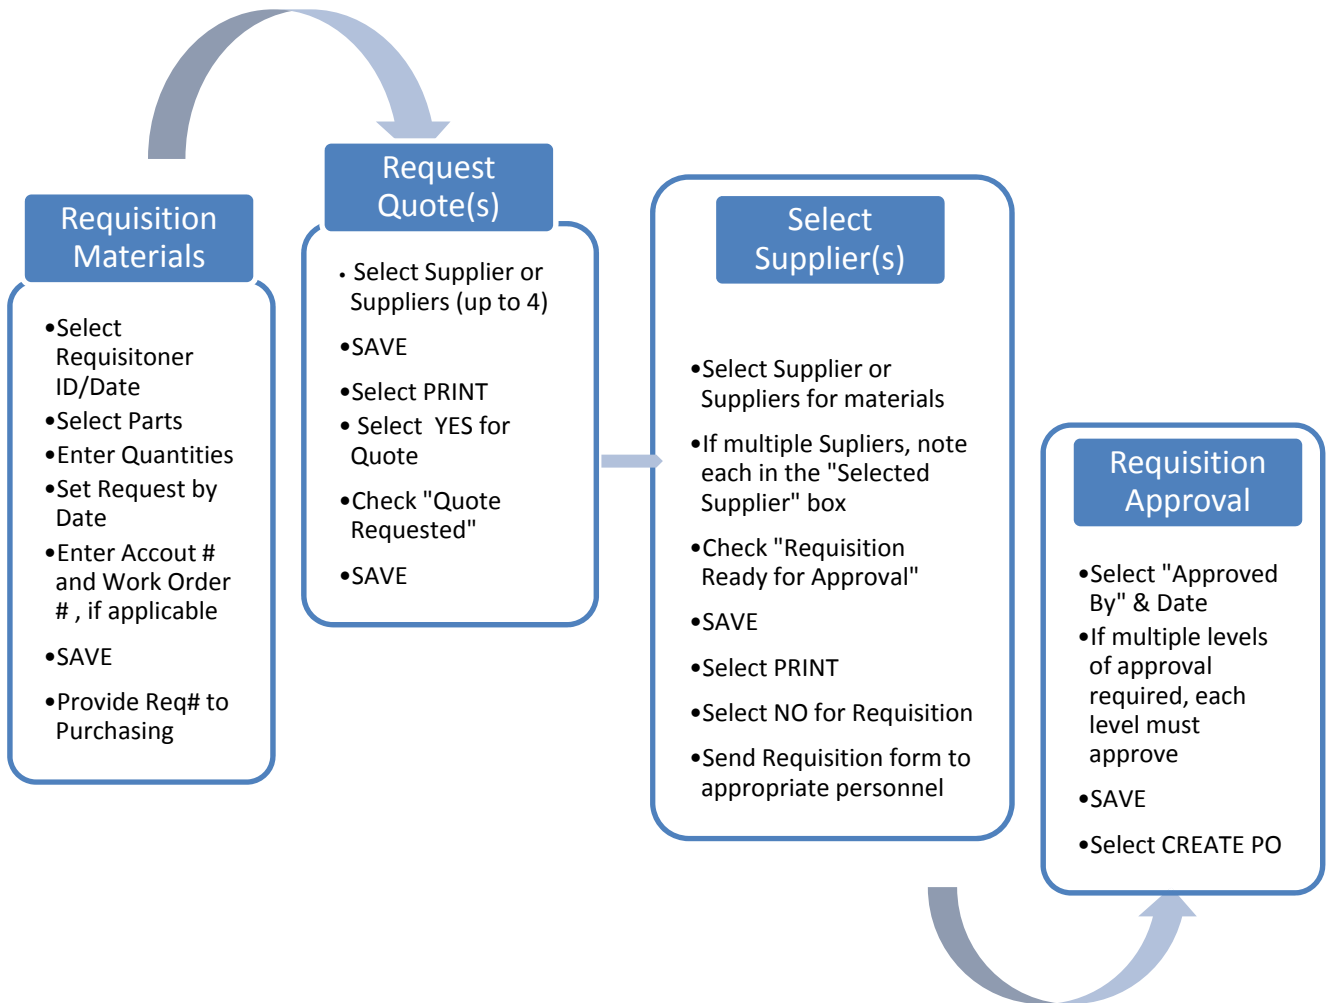 Requisition
Materials
•Select
Requisitoner
ID/Date
•Select Parts
•Enter Quantities
•Set Request by
Date
•Enter Accout #
and Work Order
# , if applicable
•SAVE
•Provide Req# to
Purchasing
Request
Quote(s)
• Select Supplier or
Suppliers (up to 4)
•SAVE
•Select PRINT
• Select  YES for
Quote
•Check "Quote
Requested"
•SAVE
Select
Supplier(s)
•Select Supplier or
Suppliers for materials
•If multiple Supliers, note
each in the "Selected
Supplier" box
•Check "Requisition
Ready for Approval"
•SAVE
•Select PRINT
•Select NO for Requisition
•Send Requisition form to
appropriate personnel
Requisition
Approval
•Select "Approved
By" & Date
•If multiple levels
of approval
required, each
level must
approve
•SAVE
•Select CREATE PO